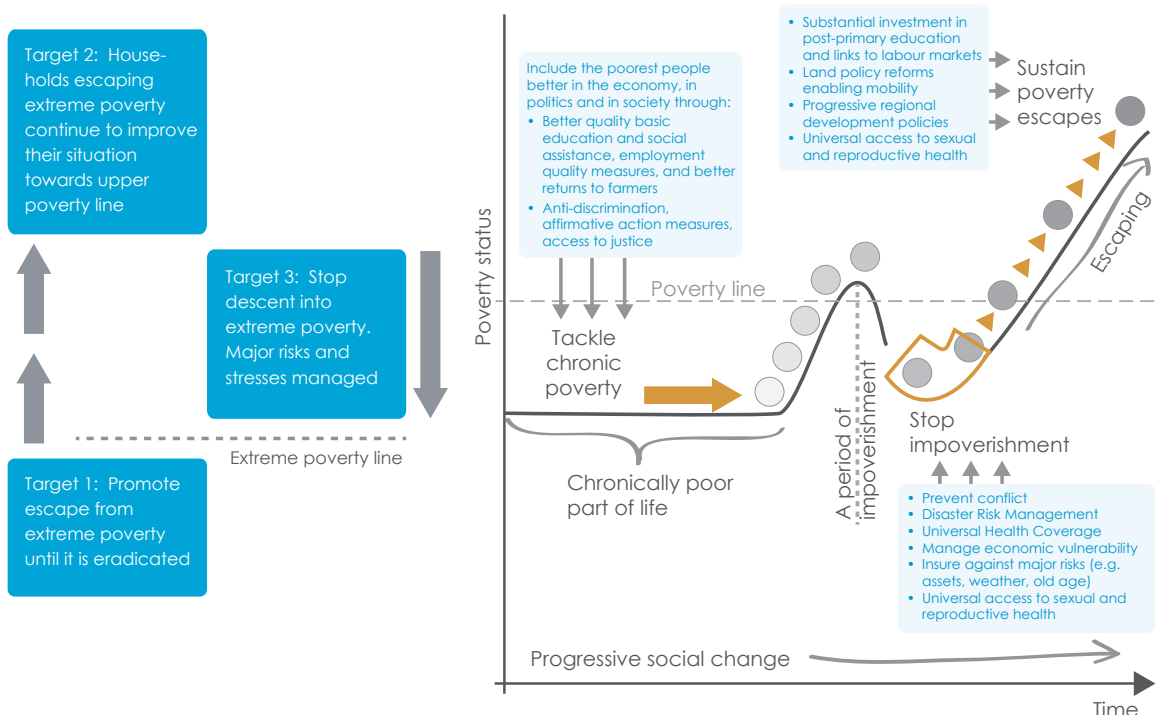 Target 2:  House-
holds escaping
extreme poverty
continue to improve
their situation
towards upper
poverty line
Target 3:  Stop
descent into
extreme poverty.
Major risks and
stresses managed
Extreme poverty line
Target 1:  Promote
escape from
extreme poverty
until it is eradicated
Poverty status
Include the poorest people
better in the economy, in
politics and in society through:
• Better quality basic
education and social
assistance, employment
quality measures, and better
returns to farmers
• Anti-discrimination,
affirmative action measures,
access to justice
Poverty line
Tackle
chronic
poverty
Chronically poor
part of life
A period of
impoverishment
• Substantial investment in
post-primary education
and links to labour markets
• Land policy reforms
enabling mobility
• Progressive regional
development policies
• Universal access to sexual
and reproductive health
Sustain
poverty
escapes
Escaping
Stop
impoverishment
• Prevent conflict
• Disaster Risk Management
• Universal Health Coverage
• Manage economic vulnerability
• Insure against major risks (e.g.
assets, weather, old age)
• Universal access to sexual and
reproductive health
Progressive social change
Time